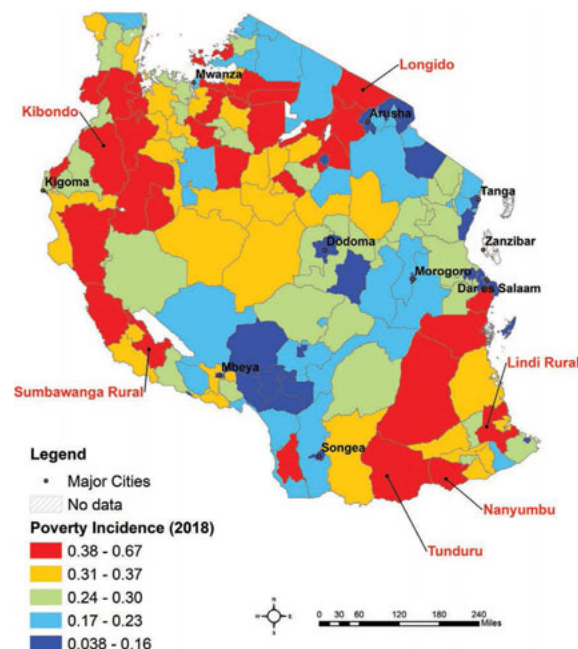 Longido
Mwanza
Kibondo
Arusha
Kigoma
Tanga
Dodoma
Zanzibar
Morogoro
Dar es Salaam
Lindi Rural
Mbeya
Sumbawanga Rural
Songea
Nanyumbu
Tunduru
Legend
Major Cities
No data
Poverty Incidence (2018)
0.38 - 0.67
0.31 - 0.37
0.24 - 0.30
0.17 - 0.23
0.038 - 0.16
N
W E
S
0 30 60 120 180 240
Miles